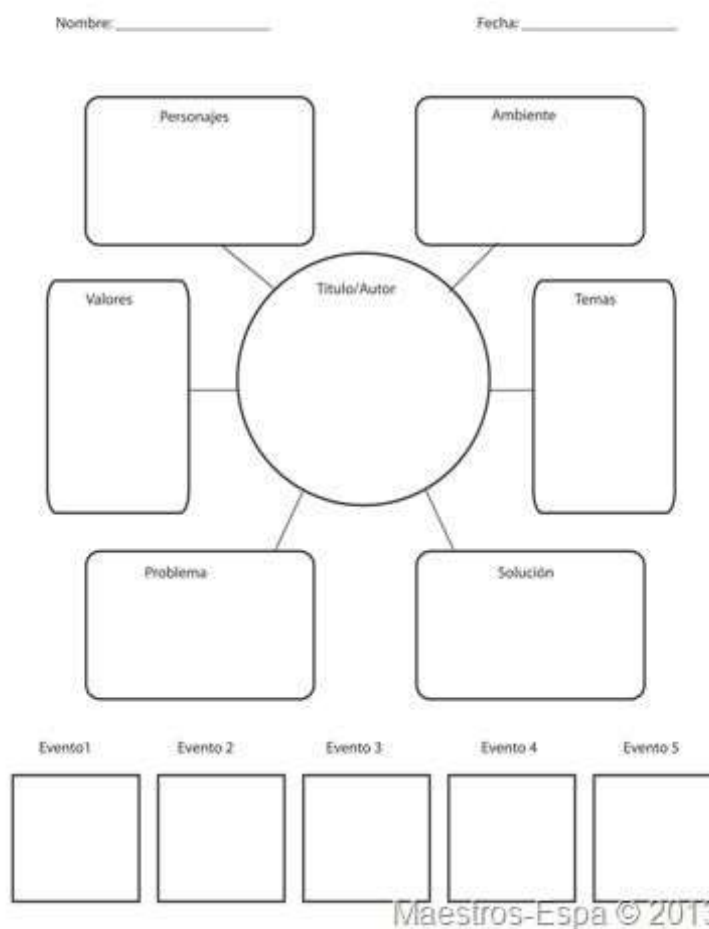 Nombre: Fecha:
Personajes
Ambiente
Titulo/Autor
Valores
Temas
Problema
Solución
Evento1 Evento 2 Evento 3 Evento 4 Evento 5
Maestros-Espa © 2013